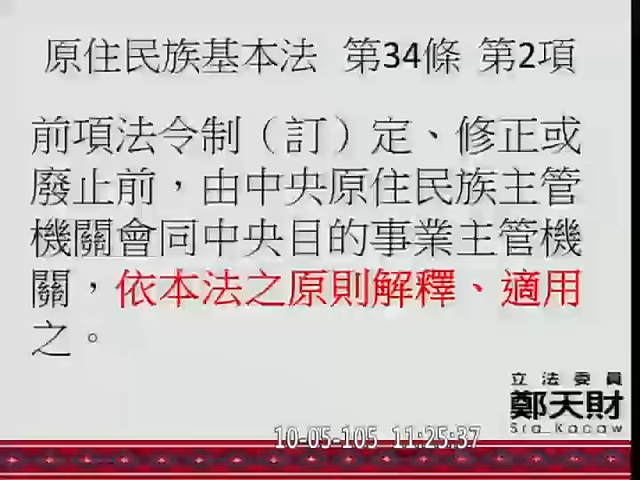 原住民族基本法 第34條 第2項
前項法令制（訂）定、修正或
廢止前，由中央原住民族主管
機關會同中央目的事業主管機
關，依本法之原則解釋、適用
之。
立法委員
鄭天財
Sra Kacaw
10-05-105 11:25:37